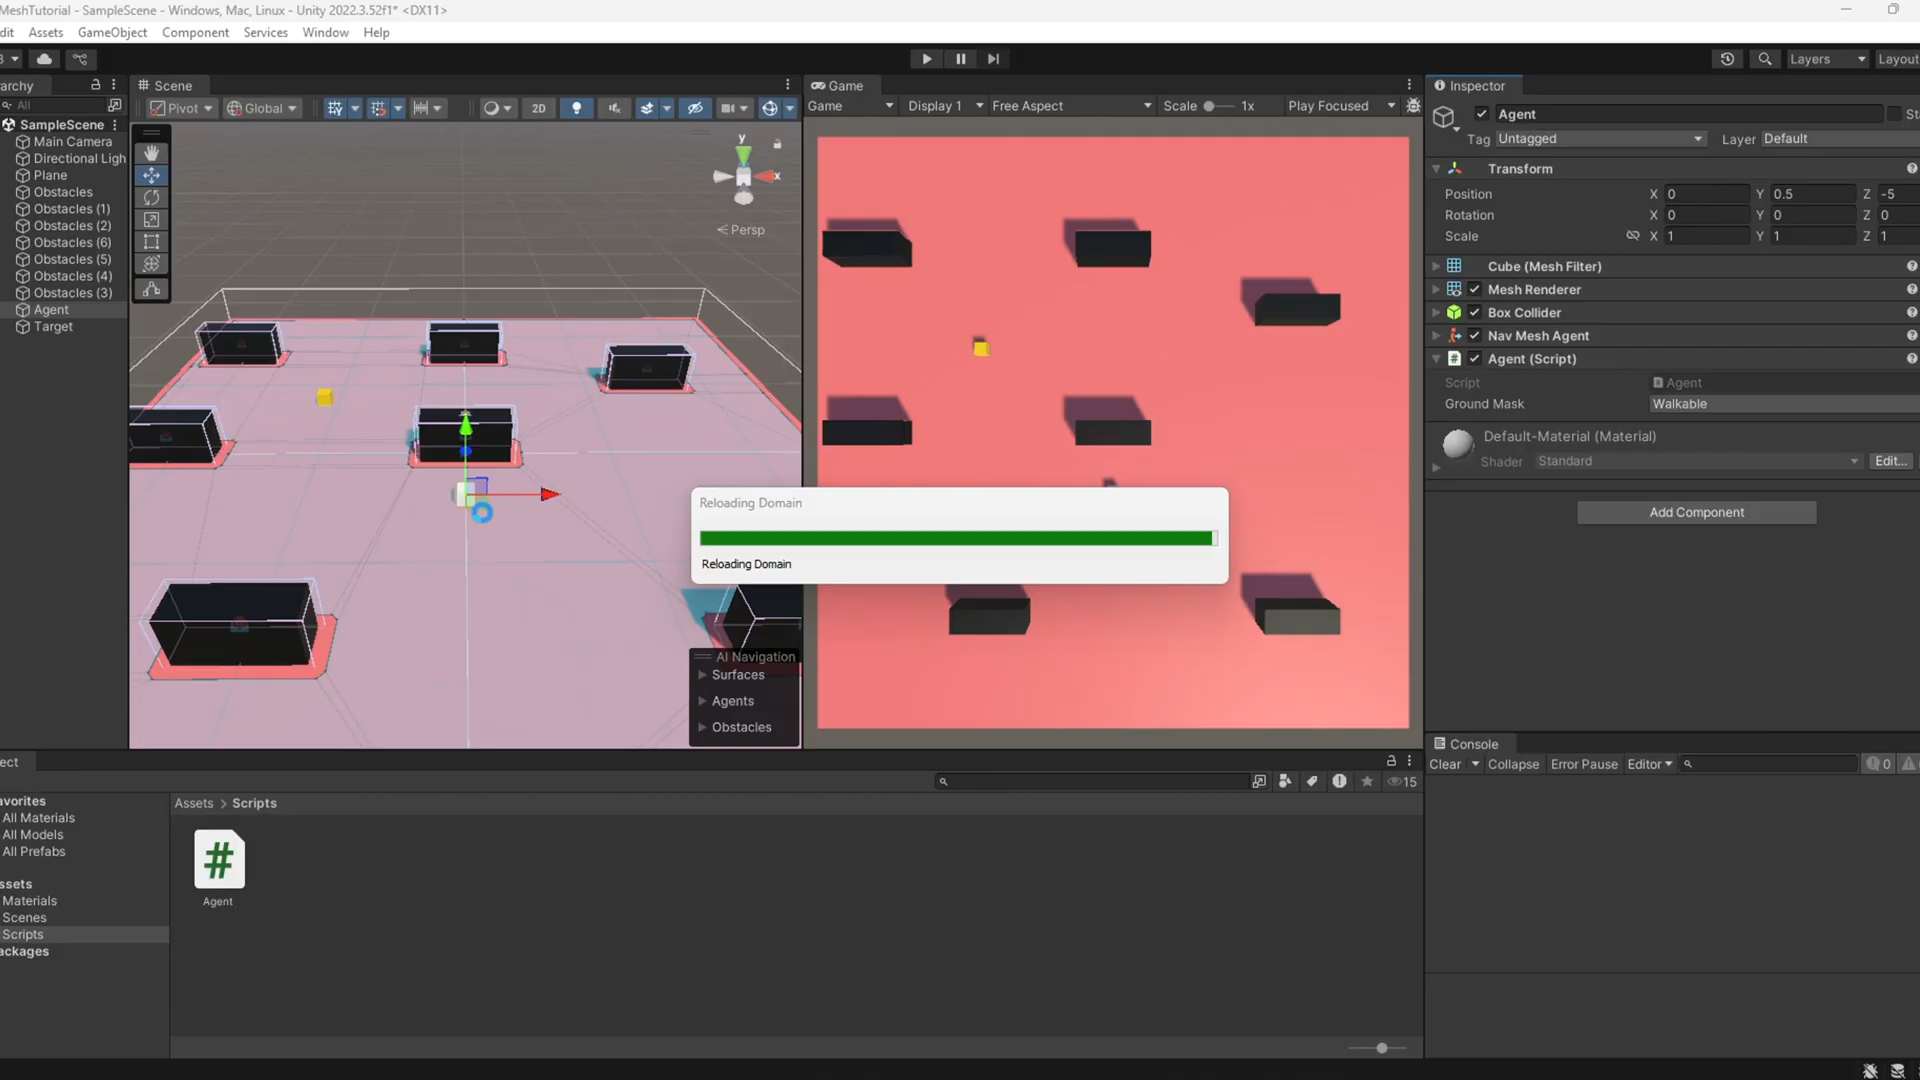 MeshTutorial - SampleScene - Windows, Mac, Linux - Unity 2022.3.52f1* <DX11>
dit Assets GameObject Component Services Window Help
Layers Layout
rarchy
All
SampleScene
Main Camera
Directional Ligh
Plane
Obstacles
Obstacles (1)
Obstacles (2)
Obstacles (6)
Obstacles (5)
Obstacles (4)
Obstacles (3)
Agent
Target
Scene
Pivot Global 2D
y
x
Persp
AI Navigation
Surfaces
Agents
Obstacles
Game
Game Display 1 Free Aspect Scale 1x Play Focused
Reloading Domain
Reloading Domain
Inspector
Agent Sta
Tag Untagged Layer Default
Transform
Position X 0 Y 0.5 Z -5
Rotation X 0 Y 0 Z 0
Scale X 1 Y 1 Z 1
Cube (Mesh Filter)
Mesh Renderer
Box Collider
Nav Mesh Agent
# Agent (Script)
Script Agent
Ground Mask Walkable
Default-Material (Material)
Shader Standard Edit...
Add Component
ect
15
avorites
All Materials
All Models
All Prefabs
ssets
Materials
Scenes
Scripts
ackages
Assets > Scripts
#
Agent
Console
Clear Collapse Error Pause Editor 0